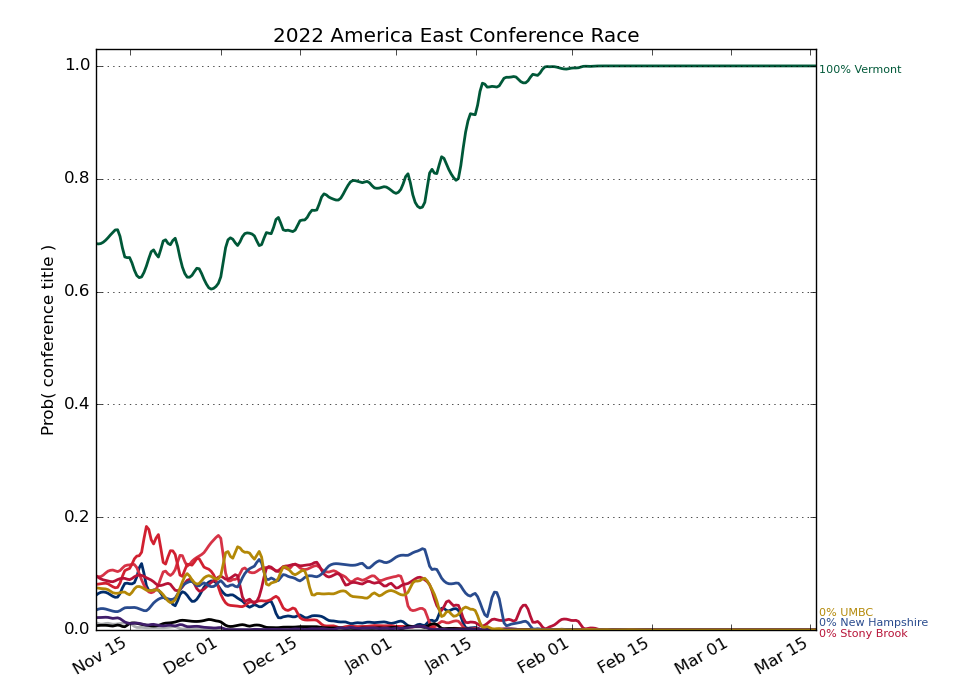 2022 America East Conference Race
1.0
100% Vermont
0.8
0.6
Prob( conference title )
0.4
0.2
0% UMBC
0% New Hampshire
0% Stony Brook
0.0
Nov 15
Dec 01
Dec 15
Jan 01
Jan 15
Feb 01
Feb 15
Mar 01
Mar 15